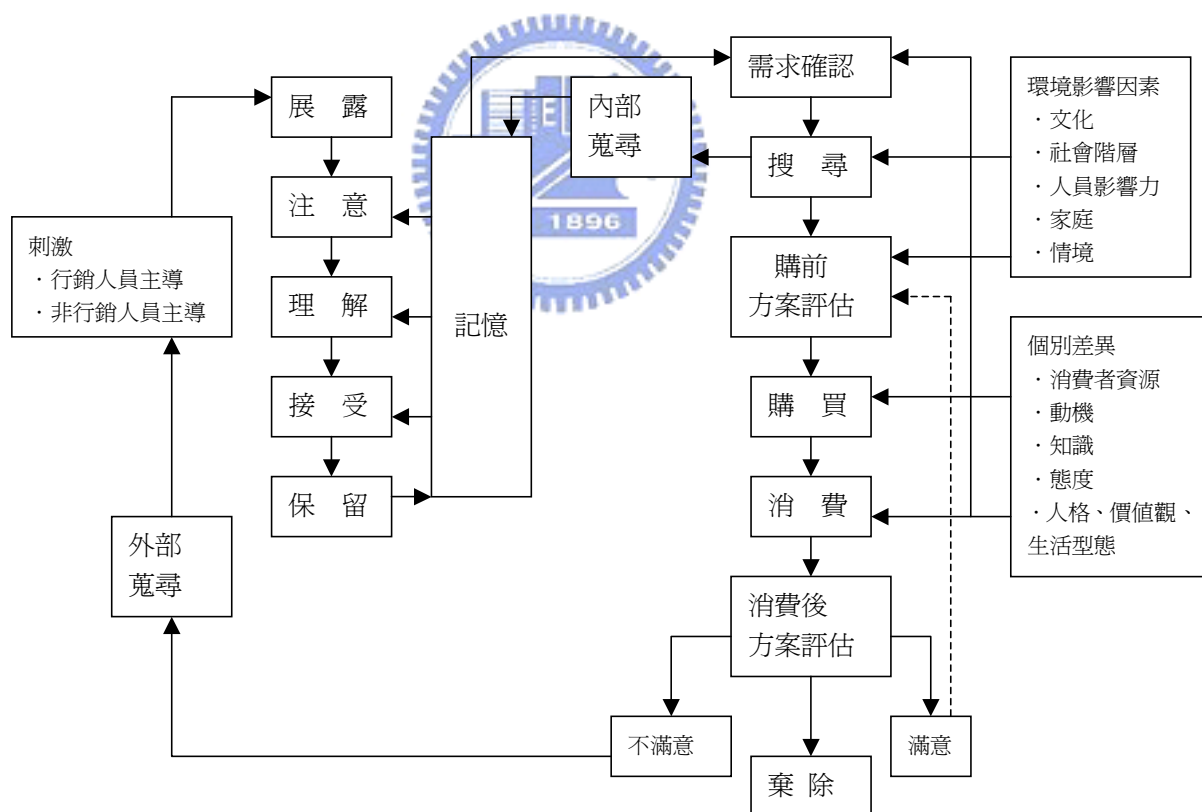 需求確認
展 露
內部
蒐尋
搜 尋
注 意
購前
方案評估
理 解
記憶
接 受
購 買
保 留
消 費
消費後
方案評估
不滿意
滿意
棄 除
刺激
·行銷人員主導
·非行銷人員主導
外部
蒐尋
環境影響因素
·文化
·社會階層
·人員影響力
·家庭
·情境
個別差異
·消費者資源
·動機
·知識
·態度
·人格、價值觀、
生活型態
1896